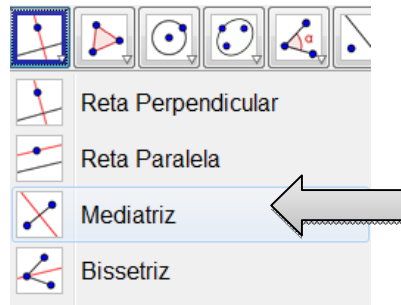 α
Reta Perpendicular
Reta Paralela
Mediatriz
Bissetriz